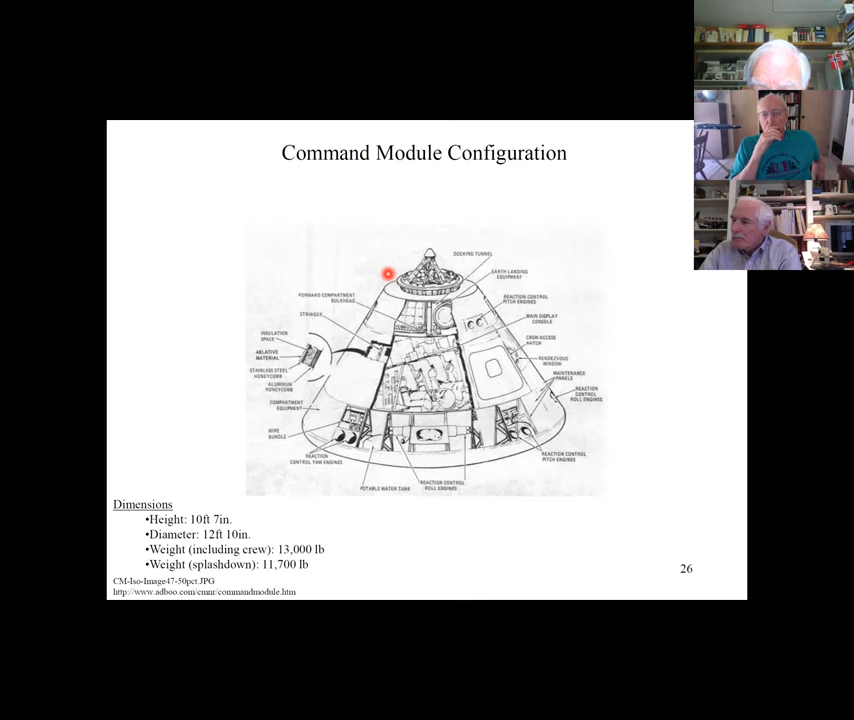 Command Module Configuration
DOCKING TUNNEL
EARTH LANDING
EQUIPMENT
FORWARD COMPARTMENT
BULKHEAD
REACTION CONTROL
PITCH ENGINES
STRINGER
MAIN DISPLAY
CONSOLE
INSULATION
SPACE
CREW ACCESS
HATCH
ABLATIVE
MATERIAL
RENDEZVOUS
WINDOW
STAINLESS STEEL
HONEYCOMB
MAINTENANCE
PANELS
ALUMINUM
HONEYCOMB
REACTION
CONTROL
ROLL ENGINES
COMPARTMENT
EQUIPMENT
WIRE
BUNDLE
REACTION
CONTROL YAW ENGINES
REACTION CONTROL
PITCH ENGINES
POTABLE WATER TANK
REACTION CONTROL
ROLL ENGINES
Dimensions
•Height: 10ft 7in.
•Diameter: 12ft 10in.
•Weight (including crew): 13,000 lb
•Weight (splashdown): 11,700 lb
CM-Iso-Image47-50pct.JPG
http://www.adboo.com/cmnr/commandmodule.htm
26